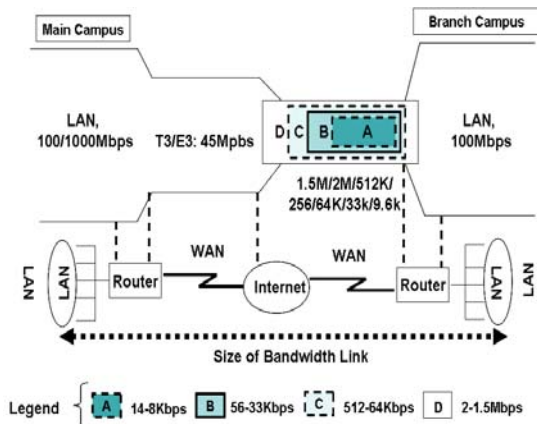 Main Campus
Branch Campus
LAN,
100/1000Mbps
T3/E3: 45Mpbs
D
C
B
A
LAN,
100Mbps
1.5M/2M/512K/
256/64K/33k/9.6k
WAN
WAN
LAN
LAN
Router
Internet
Router
LAN
LAN
Size of Bandwidth Link
Legend
A
14-8Kbps
B
56-33Kbps
C
512-64Kbps
D
2-1.5Mbps